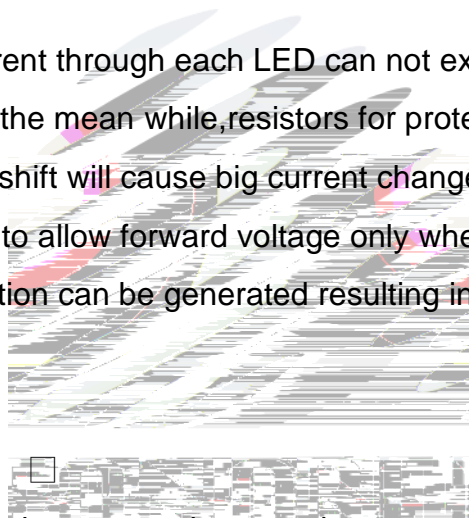 rent through each LED can not ex
the mean while,resistors for prote
shift will cause big current change
to allow forward voltage only whe
tion can be generated resulting in